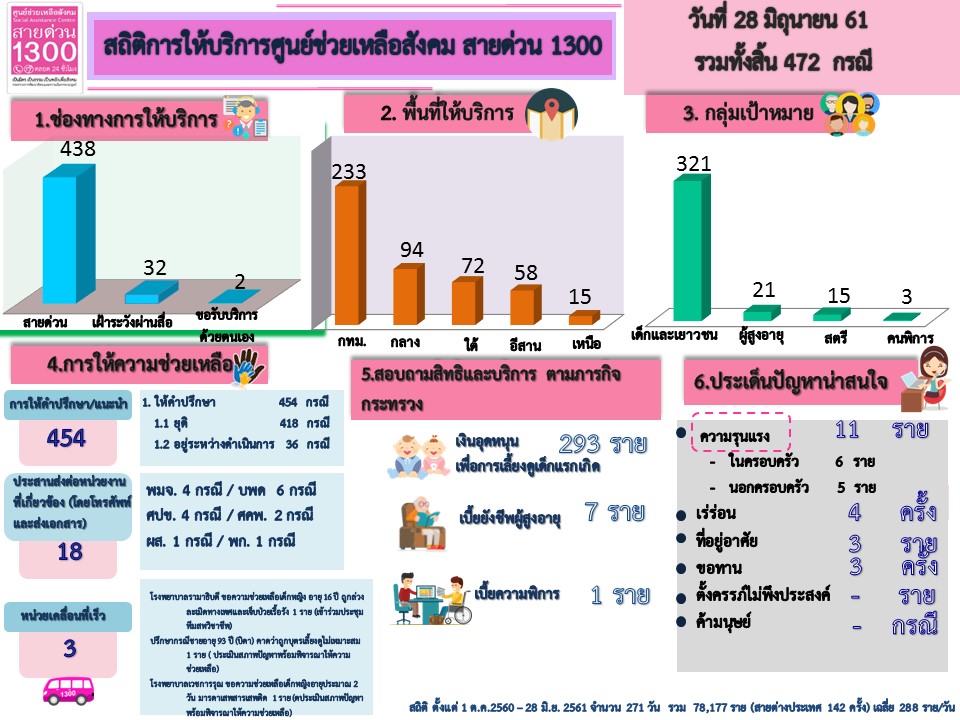 ศูนย์ช่วยเหลือสังคม
Social Assistance Centre
สายด่วน
1300
ตลอด 24 ชั่วโมง
สถิติการให้บริการศูนย์ช่วยเหลือสังคม สายด่วน 1300
วันที่ 28 มิถุนายน 61
รวมทั้งสิ้น 472 กรณี
1.ช่องทางการให้บริการ
438
32
2
สายด่วน
เฝ้าระวังผ่านสื่อ
ขอรับบริการ
ด้วยตนเอง
2. พื้นที่ให้บริการ
233
94
72
58
15
กทม.
กลาง
ใต้
อีสาน
เหนือ
3. กลุ่มเป้าหมาย
321
21
15
3
เด็กและเยาวชน
ผู้สูงอายุ
สตรี
คนพิการ
4.การให้ความช่วยเหลือ
การให้คำปรึกษา/แนะนำ
454
1. ให้คำปรึกษา 454 กรณี
1.1 ยุติ 418 กรณี
1.2 อยู่ระหว่างดำเนินการ 36 กรณี
ประสานส่งต่อหน่วยงาน
ที่เกี่ยวข้อง (โดยโทรศัพท์
และส่งเอกสาร)
18
พมจ. 4 กรณี / บพด 6 กรณี
ศปข. 4 กรณี / ศคพ. 2 กรณี
ผส. 1 กรณี / พก. 1 กรณี
หน่วยเคลื่อนที่เร็ว
3
1300
โรงพยาบาลรามาธิบดี ขอความช่วยเหลือเด็กหญิง อายุ 16 ปี ถูกล่วง
ละเมิดทางเพศและเจ็บป่วยเรื้อรัง 1 ราย (เข้าร่วมประชุม
ทีมสหวิชาชีพ)
ปรึกษากรณีชายอายุ 93 ปี (บิดา) คาดว่าถูกบุตรเลี้ยงดูไม่เหมาะสม
1 ราย ( ประเมินสภาพปัญหาพร้อมพิจารณาให้ความ
ช่วยเหลือ)
โรงพยาบาลเวชการรุณ ขอความช่วยเหลือเด็กหญิงอายุประมาณ 2
วัน มารดาเสพสารเสพติด 1 ราย (ประเมินสภาพปัญหา
พร้อมพิจารณาให้ความช่วยเหลือ)
5.สอบถามสิทธิและบริการ ตามภารกิจ
กระทรวง
เงินอุดหนุน
เพื่อการเลี้ยงดูเด็กแรกเกิด
293 ราย
เบี้ยยังชีพผู้สูงอายุ 7 ราย
เบี้ยความพิการ 1 ราย
6.ประเด็นปัญหาน่าสนใจ
ความรุนแรง 11 ราย
- ในครอบครัว 6 ราย
- นอกครอบครัว 5 ราย
เร่ร่อน 4 ครั้ง
ที่อยู่อาศัย 3 ราย
ขอทาน 3 ครั้ง
ตั้งครรภ์ไม่พึงประสงค์ - ราย
ค้ามนุษย์ - กรณี
สถิติ ตั้งแต่ 1 ต.ค.2560 – 28 มิ.ย. 2561 จำนวน 271 วัน รวม 78,177 ราย (สายต่างประเทศ 142 ครั้ง) เฉลี่ย 288 ราย/วัน